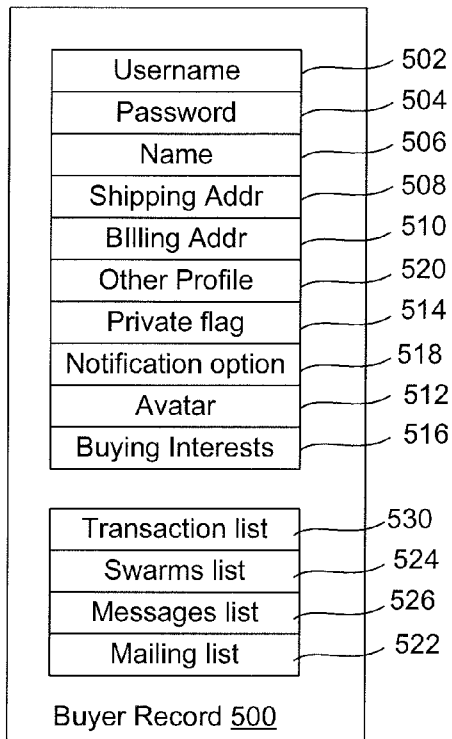 Username 502
Password 504
Name 506
Shipping Addr 508
BIlling Addr 510
Other Profile 520
Private flag 514
Notification option 518
Avatar 512
Buying Interests 516
Transaction list 530
Swarms list 524
Messages list 526
Mailing list 522
Buyer Record 500